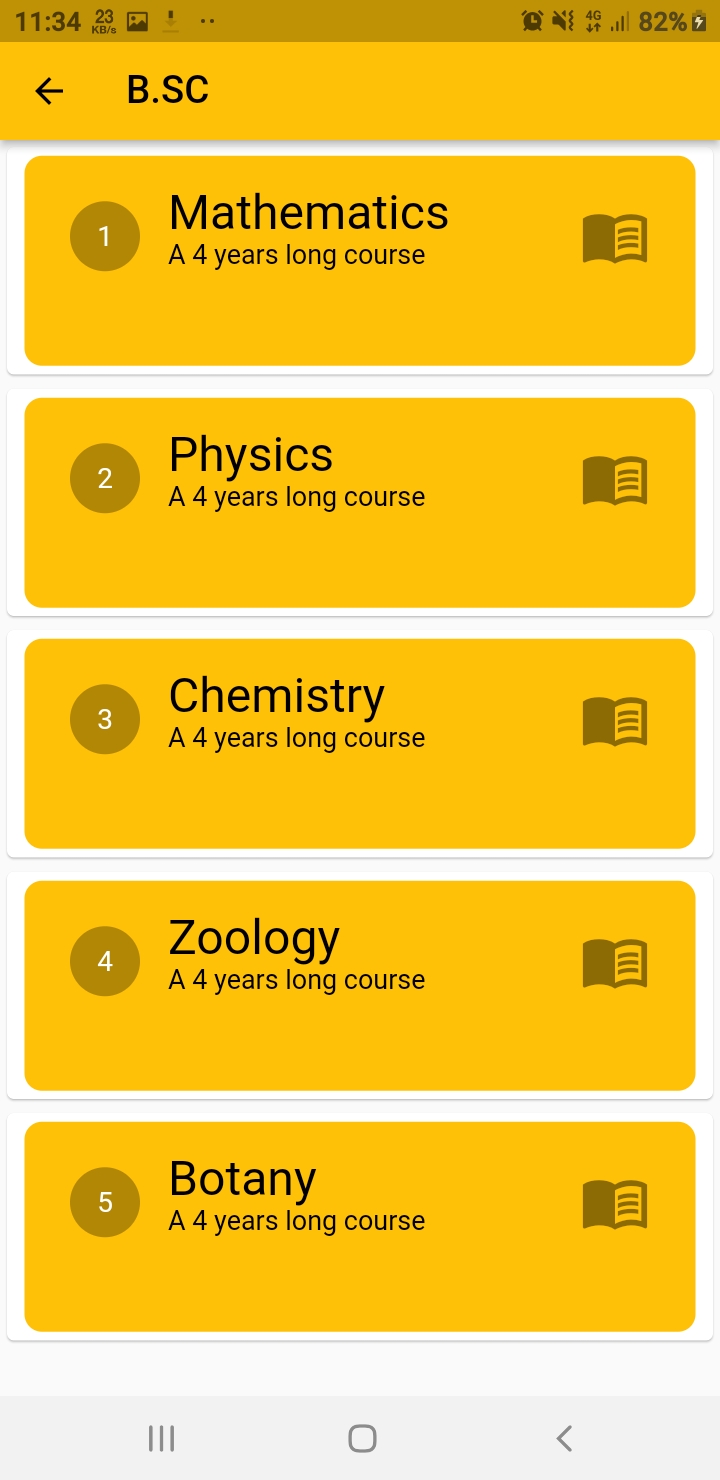 11:34 23 KB/s 4G 82%
B.SC
1 Mathematics
A 4 years long course
2 Physics
A 4 years long course
3 Chemistry
A 4 years long course
4 Zoology
A 4 years long course
5 Botany
A 4 years long course